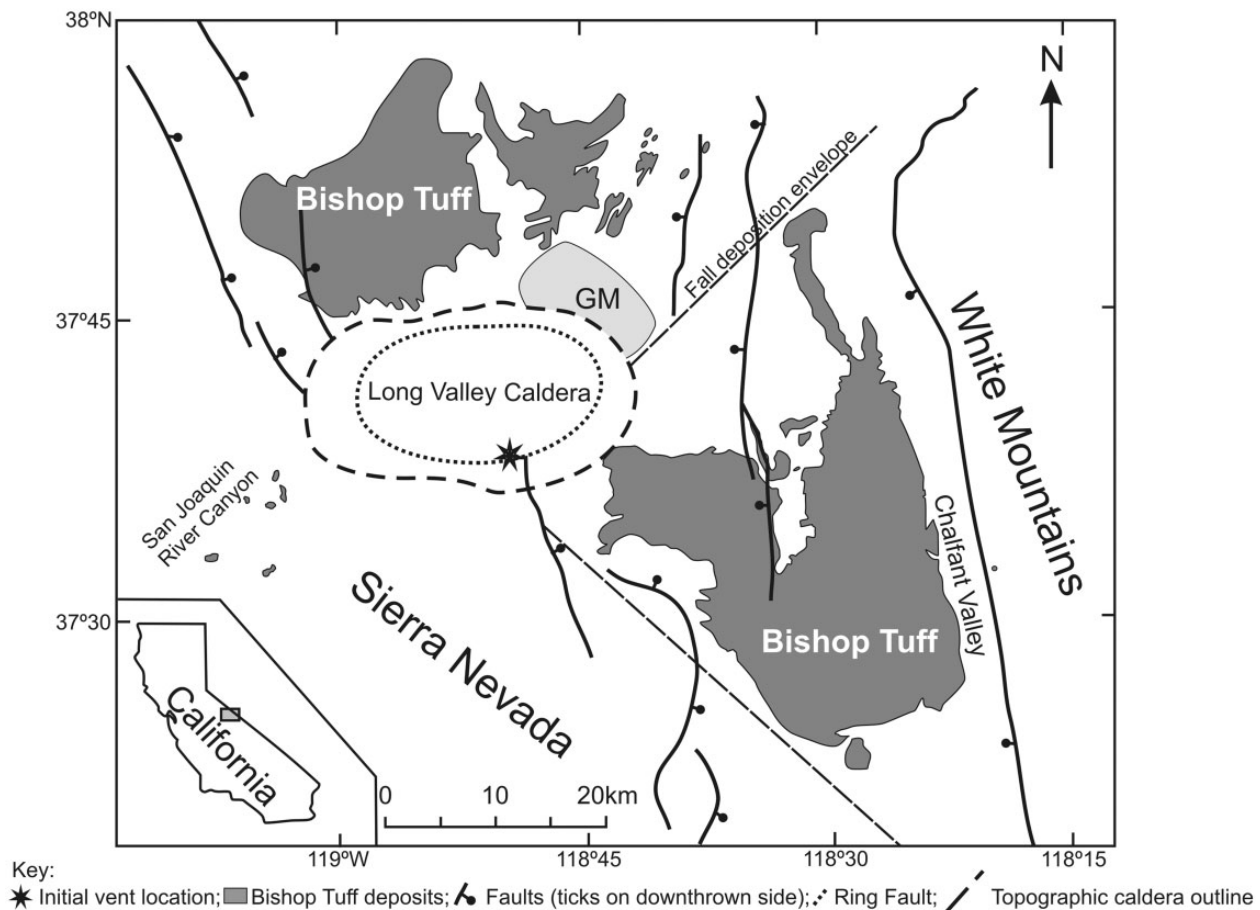 38ºN
N
Bishop Tuff
Fall deposition envelope
GM
37º45
White Mountains
Long Valley Caldera
San Joaquin
River Canyon
Chalfant Valley
Sierra Nevada
37º30
Bishop Tuff
California
0 10 20km
119ºW 118º45 118º30 118º15
Key:
Initial vent location; Bishop Tuff deposits; Faults (ticks on downthrown side); Ring Fault; Topographic caldera outline